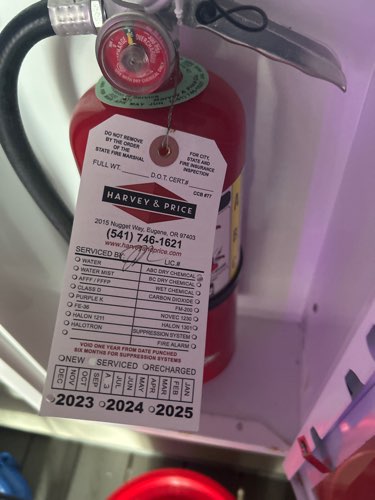 DO NOT REMOVE
BY THE ORDER
OF THE
STATE FIRE MARSHAL
FOR CITY,
STATE AND
FIRE INSURANCE
INSPECTION
FULL WT. D.O.T. CERT.#
CCB #77
HARVEY & PRICE
2015 Nugget Way, Eugene, OR 97403
(541) 746-1621
www.harveyandprice.com
SERVICED BY LIC.#
WATER ABC DRY CHEMICAL
WATER MIST BC DRY CHEMICAL
AFFF / FFFP WET CHEMICAL
CLASS D CARBON DIOXIDE
PURPLE K FM-200
FE-36 NOVEC 1230
HALON 1211 HALON 1301
HALOTRON SUPPRESSION SYSTEM
FIRE ALARM
VOID ONE YEAR FROM DATE PUNCHED
SIX MONTHS FOR SUPPRESSION SYSTEMS
NEW SERVICED RECHARGED
DEC NOV OCT SEP A G JUL JUN MAY APR MAR FEB JAN
2023 2024 2025